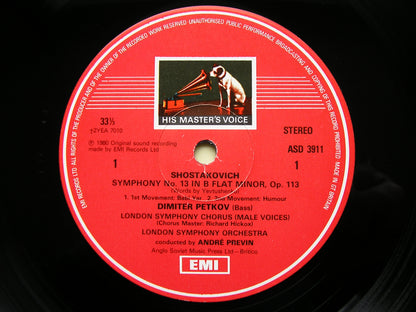 ALL RIGHTS OF THE PRODUCER AND OF THE OWNER OF THE RECORDED WORK RESERVED UNAUTHORISED PUBLIC PERFORMANCE BROADCASTING AND COPYING OF THIS RECORD PROHIBITED MADE IN GT BRITAIN
EMI RECORDS LTD
HIS MASTER'S VOICE
33⅓
†2YEA 7010
STEREO
℗ 1980 Original sound recording
made by EMI Records Ltd
ASD 3911
1
1
SHOSTAKOVICH
SYMPHONY No. 13 IN B FLAT MINOR, Op. 113
(Words by Yevtushenko)
1. 1st Movement: Babi Yar 2. 2nd Movement: Humour
DIMITER PETKOV (Bass)
LONDON SYMPHONY CHORUS (MALE VOICES)
(Chorus Master: Richard Hickox)
LONDON SYMPHONY ORCHESTRA
conducted by ANDRÉ PREVIN
Anglo Soviet Music Press Ltd—Britico
EMI